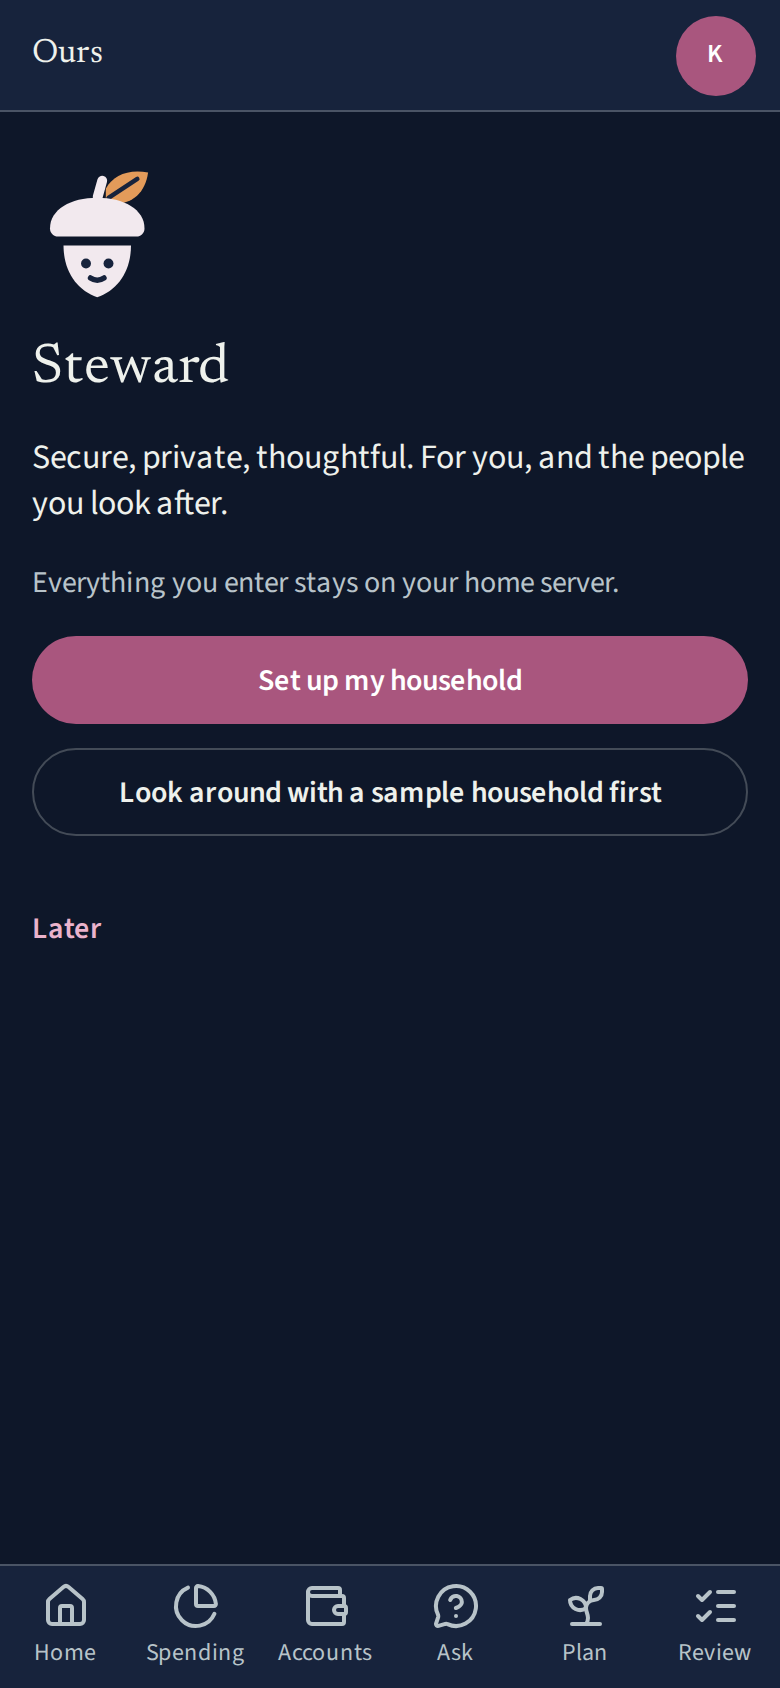 Ours
K
Steward
Secure, private, thoughtful. For you, and the people
you look after.
Everything you enter stays on your home server.
Set up my household
Look around with a sample household first
Later
Home
Spending
Accounts
Ask
Plan
Review